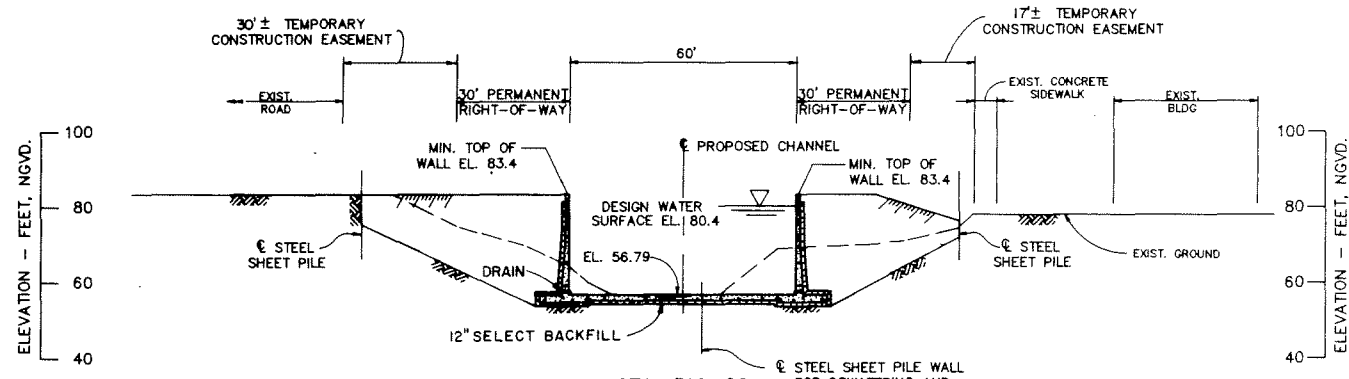 30'± TEMPORARY
CONSTRUCTION EASEMENT
17'± TEMPORARY
CONSTRUCTION EASEMENT
60'
EXIST.
ROAD
30' PERMANENT
RIGHT-OF-WAY
30' PERMANENT
RIGHT-OF-WAY
EXIST. CONCRETE
SIDEWALK
EXIST.
BLDG
ELEVATION - FEET, NGVD.
100
80
60
40
MIN. TOP OF
WALL EL. 83.4
℄ PROPOSED CHANNEL
MIN. TOP OF
WALL EL. 83.4
DESIGN WATER
SURFACE EL. 80.4
℄ STEEL
SHEET PILE
DRAIN
EL. 56.79
℄ STEEL
SHEET PILE
EXIST. GROUND
12" SELECT BACKFILL
℄ STEEL SHEET PILE WALL
100
80
60
40
ELEVATION - FEET, NGVD.